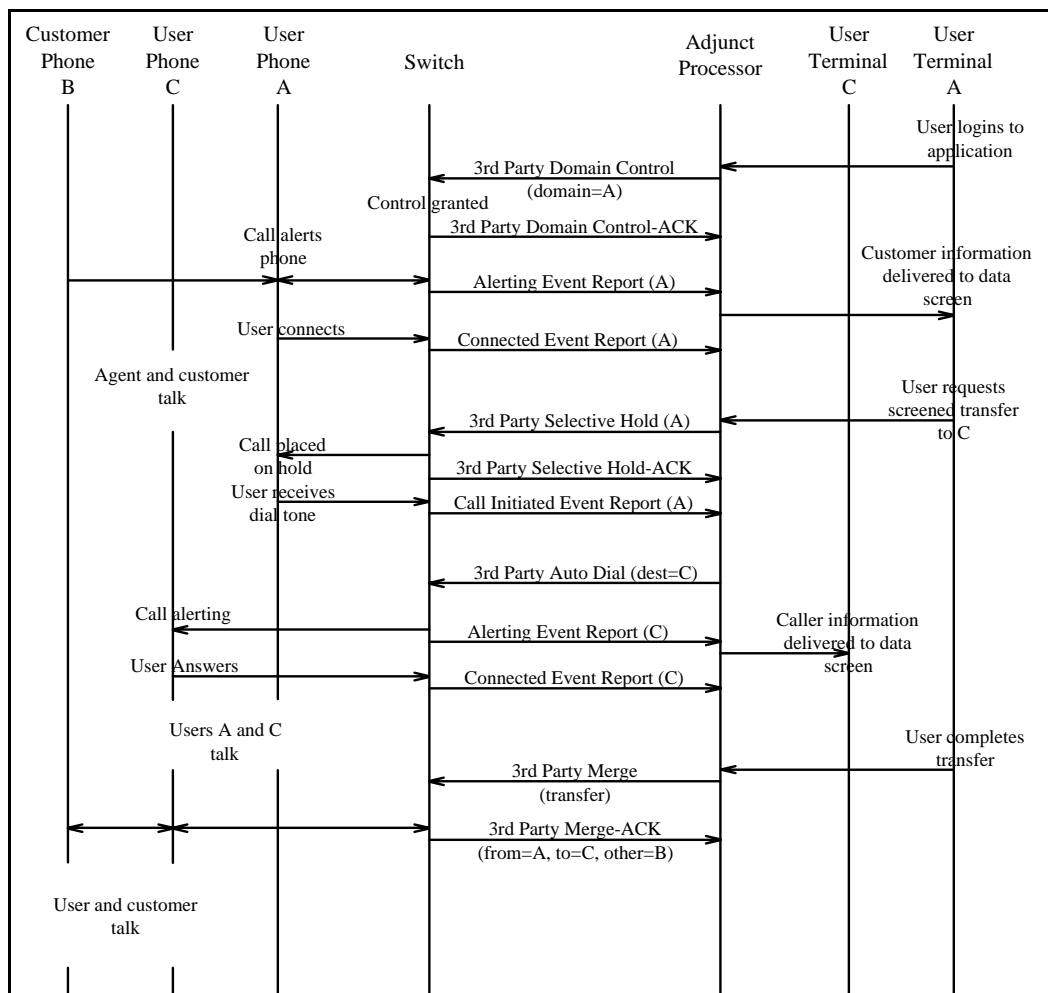 Customer
Phone
B
User
Phone
C
User
Phone
A
Switch
Adjunct
Processor
User
Terminal
C
User
Terminal
A
User logins to
application
3rd Party Domain Control
(domain=A)
Control granted
3rd Party Domain Control-ACK
Call alerts
phone
Customer information
delivered to data
screen
Alerting Event Report (A)
User connects
Connected Event Report (A)
Agent and customer
talk
User requests
screened transfer
to C
3rd Party Selective Hold (A)
Call placed
on hold
3rd Party Selective Hold-ACK
User receives
dial tone
Call Initiated Event Report (A)
3rd Party Auto Dial (dest=C)
Call alerting
Alerting Event Report (C)
Caller information
delivered to data
screen
User Answers
Connected Event Report (C)
Users A and C
talk
User completes
transfer
3rd Party Merge
(transfer)
3rd Party Merge-ACK
(from=A, to=C, other=B)
User and customer
talk